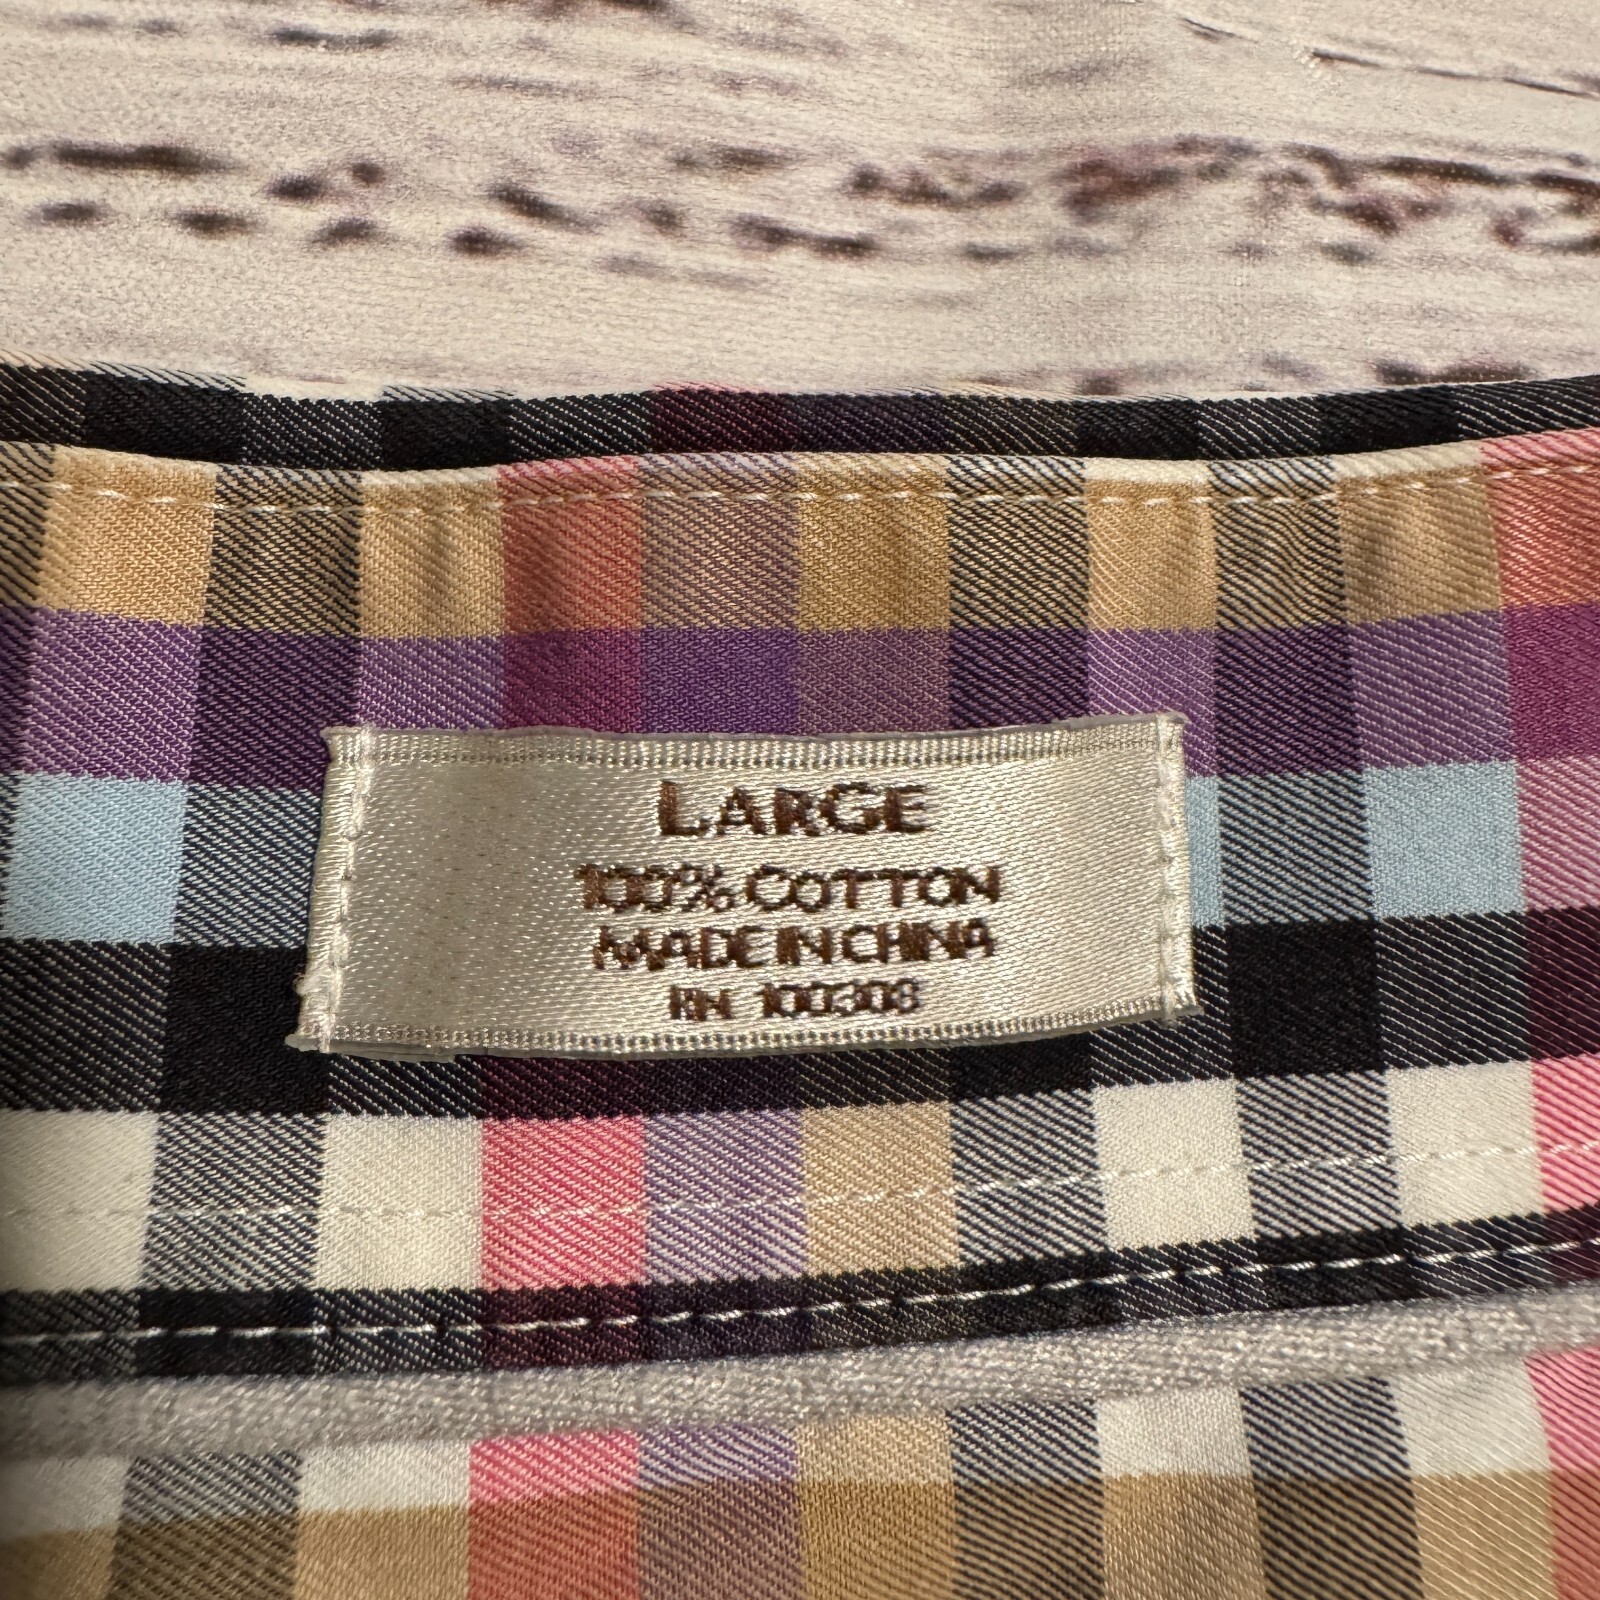 LARGE
100% COTTON
MADE IN CHINA
RN 100308